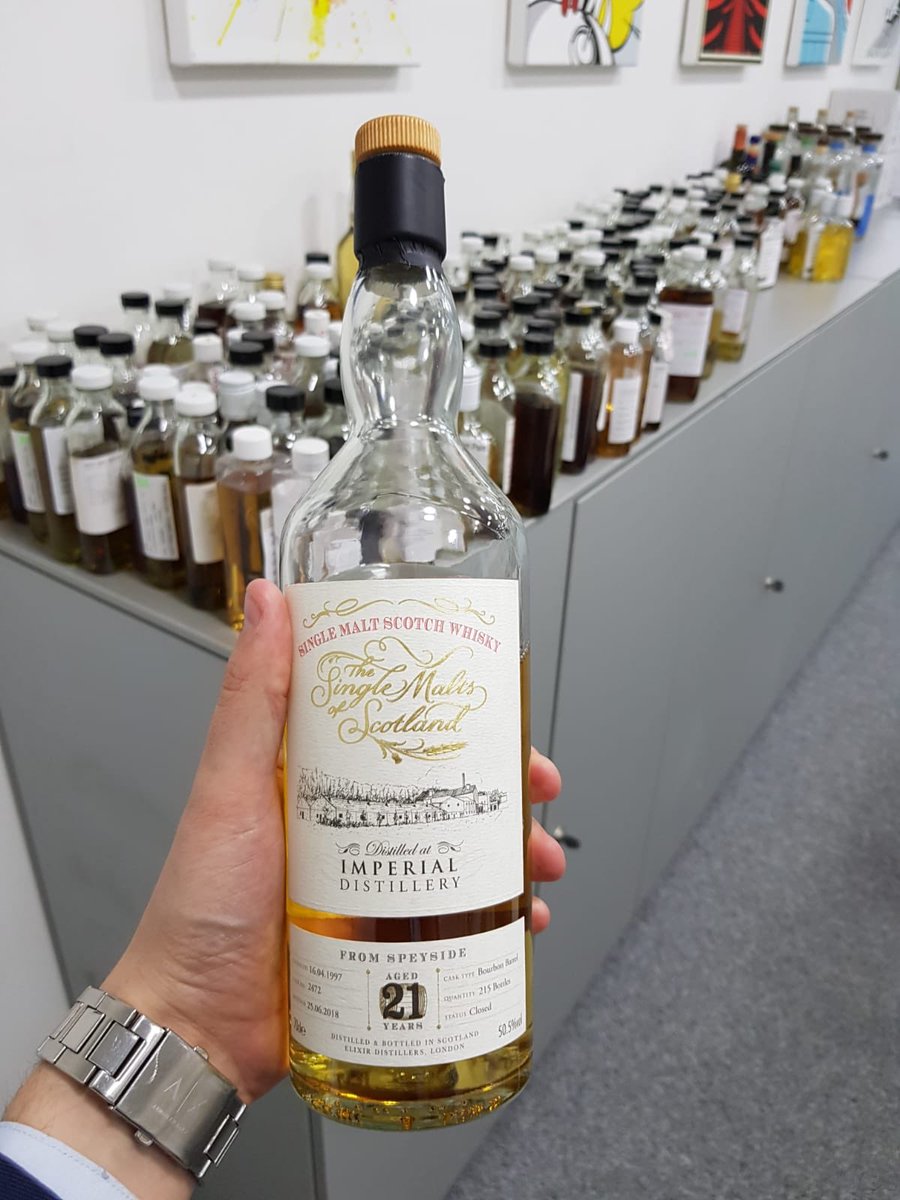 SINGLE MALT SCOTCH WHISKY
The
Single Malts
of Scotland
Distilled at
IMPERIAL
DISTILLERY
FROM SPEYSIDE
16.04.1997
2472
25.06.2018
AGED
21
YEARS
CASK TYPE Bourbon Barrel
QUANTITY 215 Bottles
STATUS Closed
70cl e
DISTILLED & BOTTLED IN SCOTLAND
ELIXIR DISTILLERS, LONDON
50.5%vol